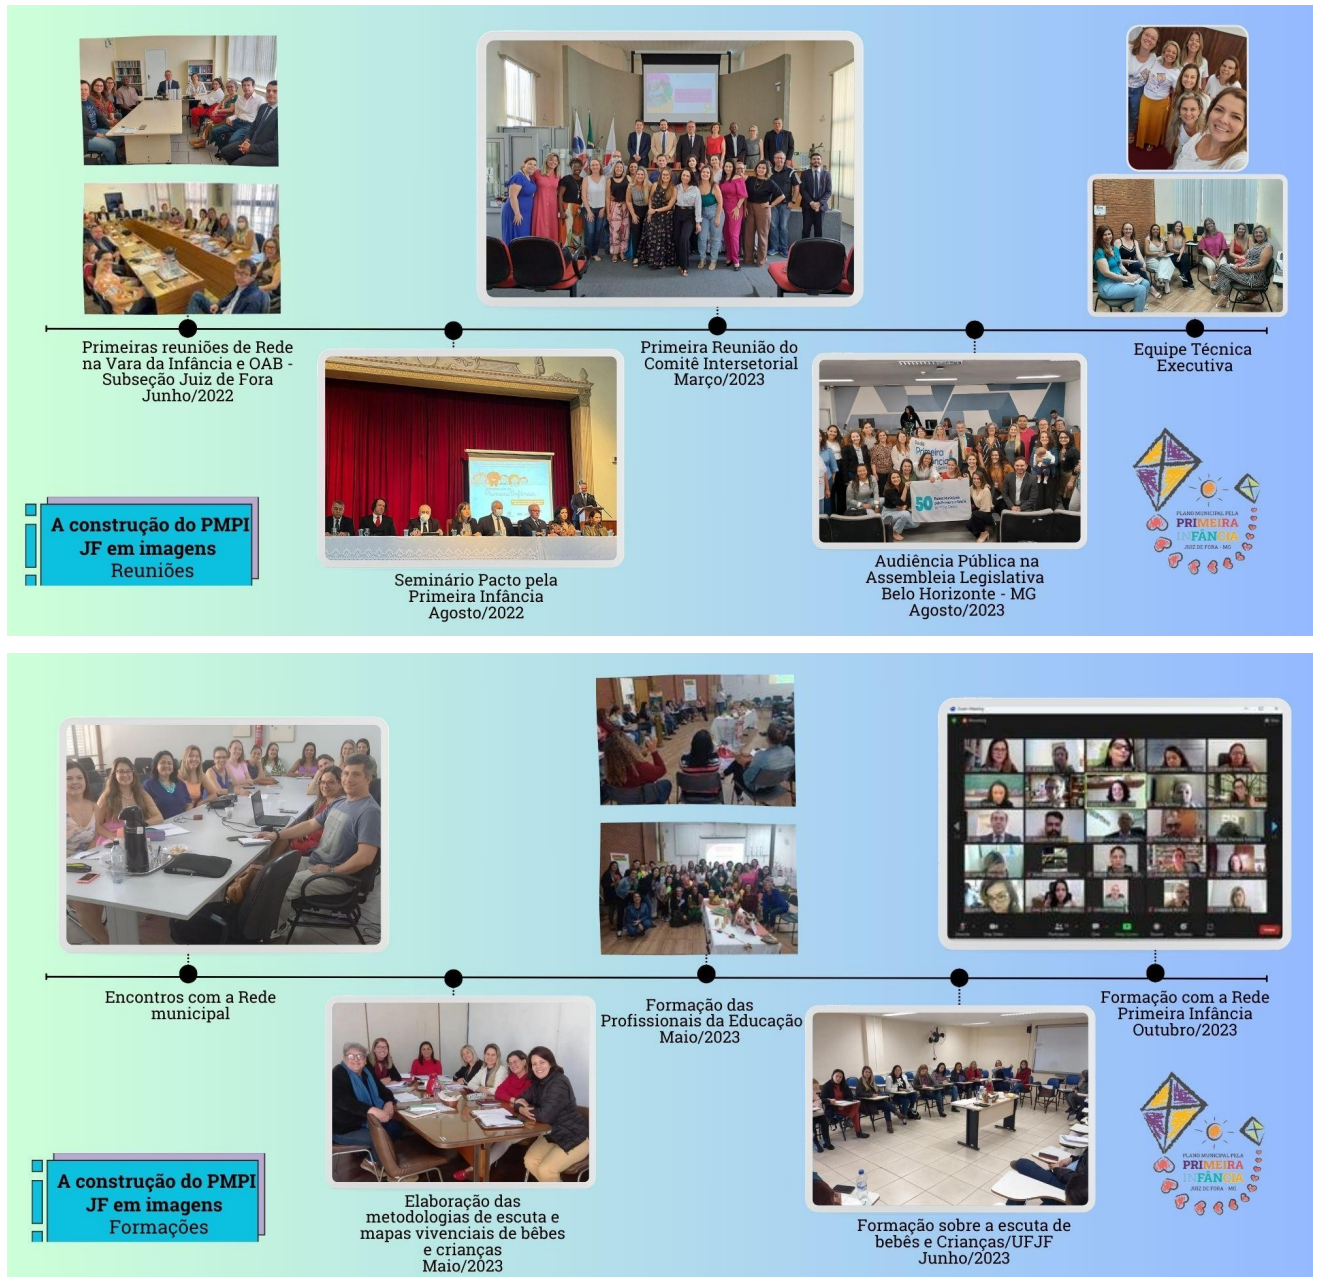 Primeiras reuniões de Rede
na Vara da Infância e OAB -
Subseção Juiz de Fora
Junho/2022
Seminário Pacto pela
Primeira Infância
Agosto/2022
Primeira Reunião do
Comitê Intersetorial
Março/2023
Audiência Pública na
Assembleia Legislativa
Belo Horizonte - MG
Agosto/2023
Equipe Técnica
Executiva
Primeira
50
A construção do PMPI
JF em imagens
Reuniões
PLANO MUNICIPAL PELA
PRIMEIRA
INFÂNCIA
JUIZ DE FORA - MG
Encontros com a Rede
municipal
Elaboração das
metodologias de escuta e
mapas vivenciais de bêbes
e crianças
Maio/2023
Formação das
Profissionais da Educação
Maio/2023
Formação sobre a escuta de
bebês e Crianças/UFJF
Junho/2023
Formação com a Rede
Primeira Infância
Outubro/2023
A construção do PMPI
JF em imagens
Formações
PLANO MUNICIPAL PELA
PRIMEIRA
INFÂNCIA
JUIZ DE FORA - MG